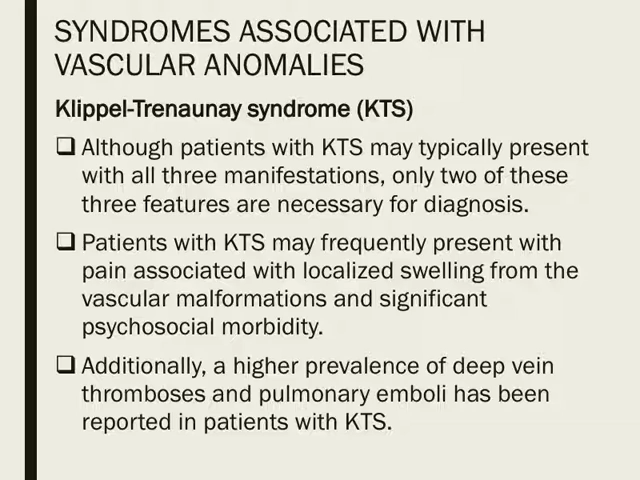 SYNDROMES ASSOCIATED WITH
VASCULAR ANOMALIES
Klippel-Trenaunay syndrome (KTS)
❑ Although patients with KTS may typically present
with all three manifestations, only two of these
three features are necessary for diagnosis.
❑ Patients with KTS may frequently present with
pain associated with localized swelling from the
vascular malformations and significant
psychosocial morbidity.
❑ Additionally, a higher prevalence of deep vein
thromboses and pulmonary emboli has been
reported in patients with KTS.